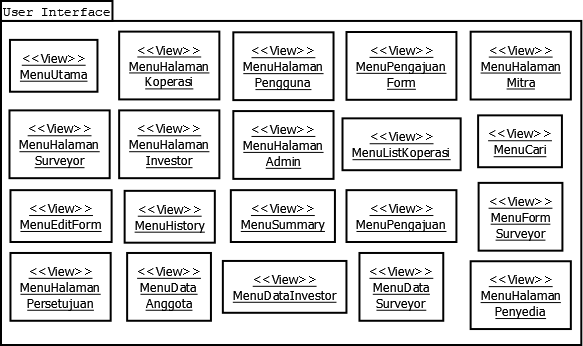 User Interface
<<View>>
MenuUtama
<<View>>
MenuHalaman
Koperasi
<<View>>
MenuHalaman
Pengguna
<<View>>
MenuPengajuan
Form
<<View>>
MenuHalaman
Mitra
<<View>>
MenuHalaman
Surveyor
<<View>>
MenuHalaman
Investor
<<View>>
MenuHalaman
Admin
<<View>>
MenuListKoperasi
<<View>>
MenuCari
<<View>>
MenuEditForm
<<View>>
MenuHistory
<<View>>
MenuSummary
<<View>>
MenuPengajuan
<<View>>
MenuForm
Surveyor
<<View>>
MenuHalaman
Persetujuan
<<View>>
MenuData
Anggota
<<View>>
MenuDataInvestor
<<View>>
MenuData
Surveyor
<<View>>
MenuHalaman
Penyedia